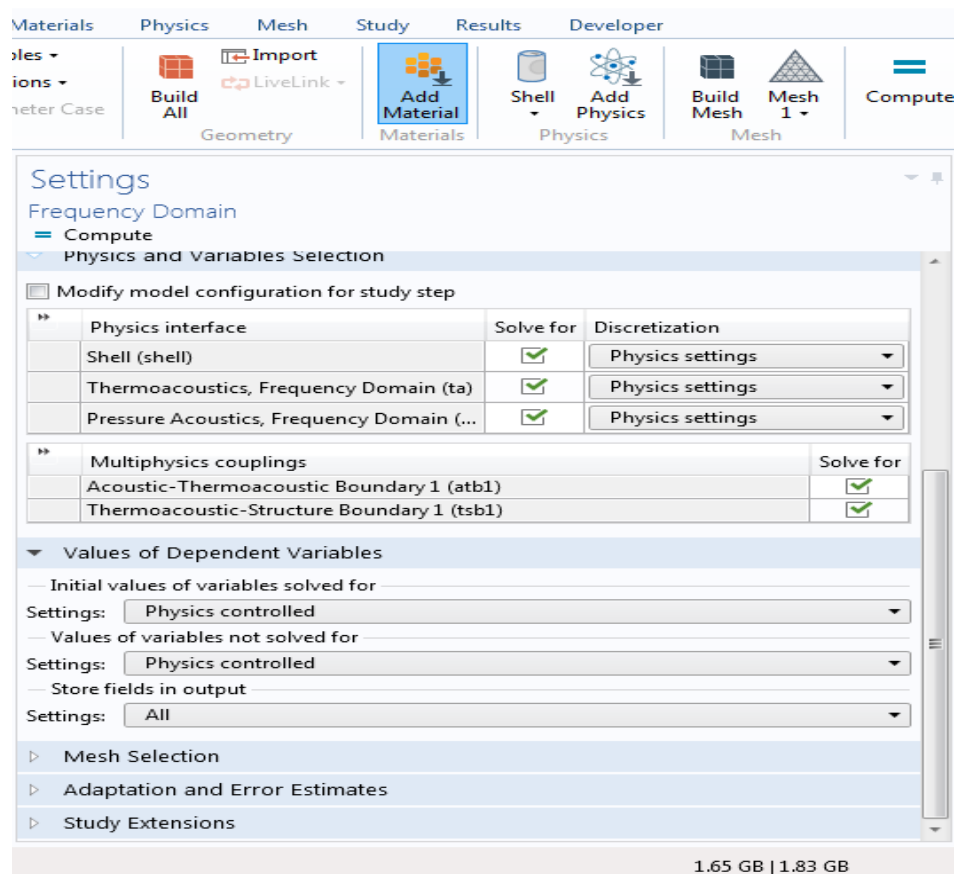 Materials Physics Mesh Study Results Developer
Import
LiveLink
Build All
Add Material
Shell
Add Physics
Build Mesh
Mesh 1
Compute
Geometry Materials Physics Mesh
Settings
Frequency Domain
= Compute
Physics and Variables Selection
Modify model configuration for study step
Physics interface Solve for Discretization
Shell (shell) Physics settings
Thermoacoustics, Frequency Domain (ta) Physics settings
Pressure Acoustics, Frequency Domain (... Physics settings
Multiphysics couplings Solve for
Acoustic-Thermoacoustic Boundary 1 (atb1)
Thermoacoustic-Structure Boundary 1 (tsb1)
Values of Dependent Variables
Initial values of variables solved for
Settings: Physics controlled
Values of variables not solved for
Settings: Physics controlled
Store fields in output
Settings: All
Mesh Selection
Adaptation and Error Estimates
Study Extensions
1.65 GB | 1.83 GB